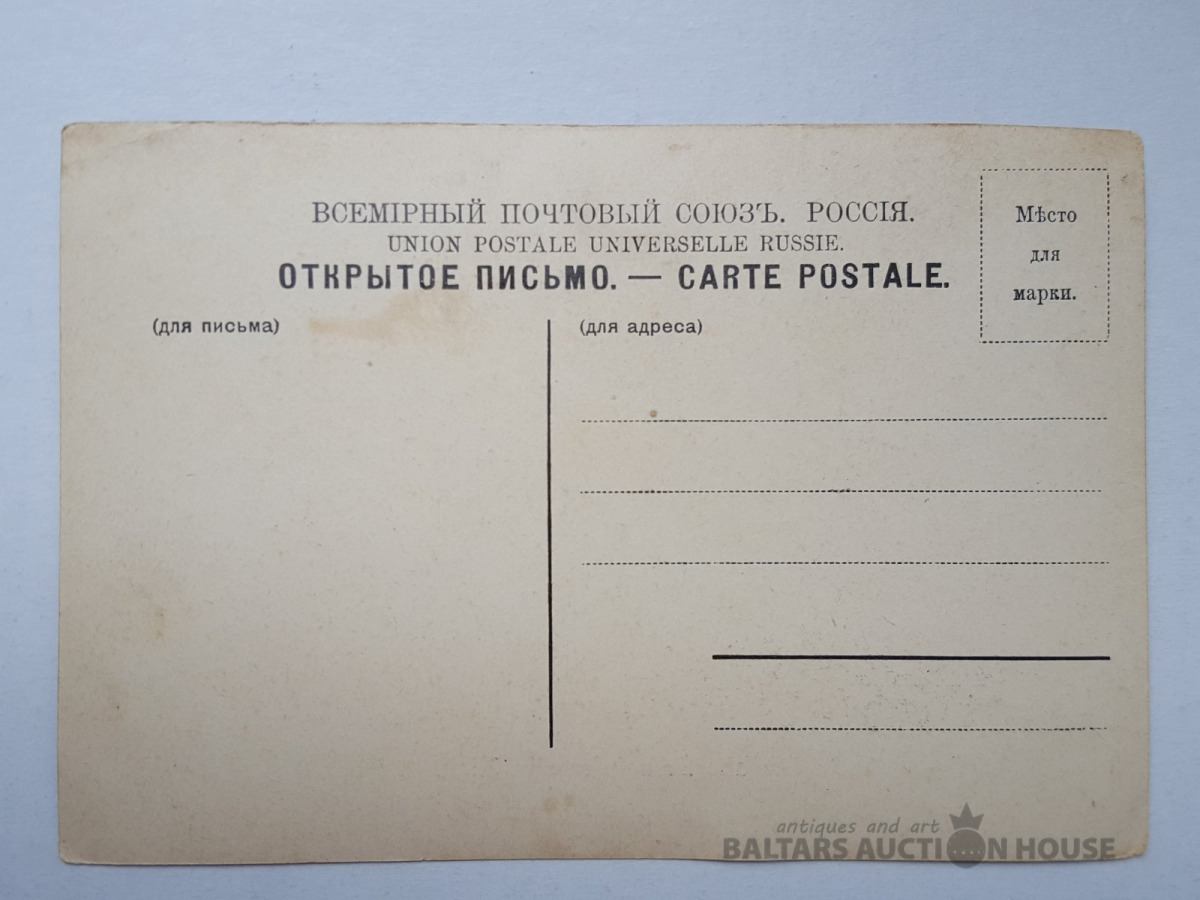 ВСЕМІРНЫЙ ПОЧТОВЫЙ СОЮЗЪ. РОССІЯ.
UNION POSTALE UNIVERSELLE RUSSIE.
ОТКРЫТОЕ ПИСЬМО. — CARTE POSTALE.
Мѣсто
для
марки.
(для письма)
(для адреса)
antiques and art
BALTARS AUCTION HOUSE